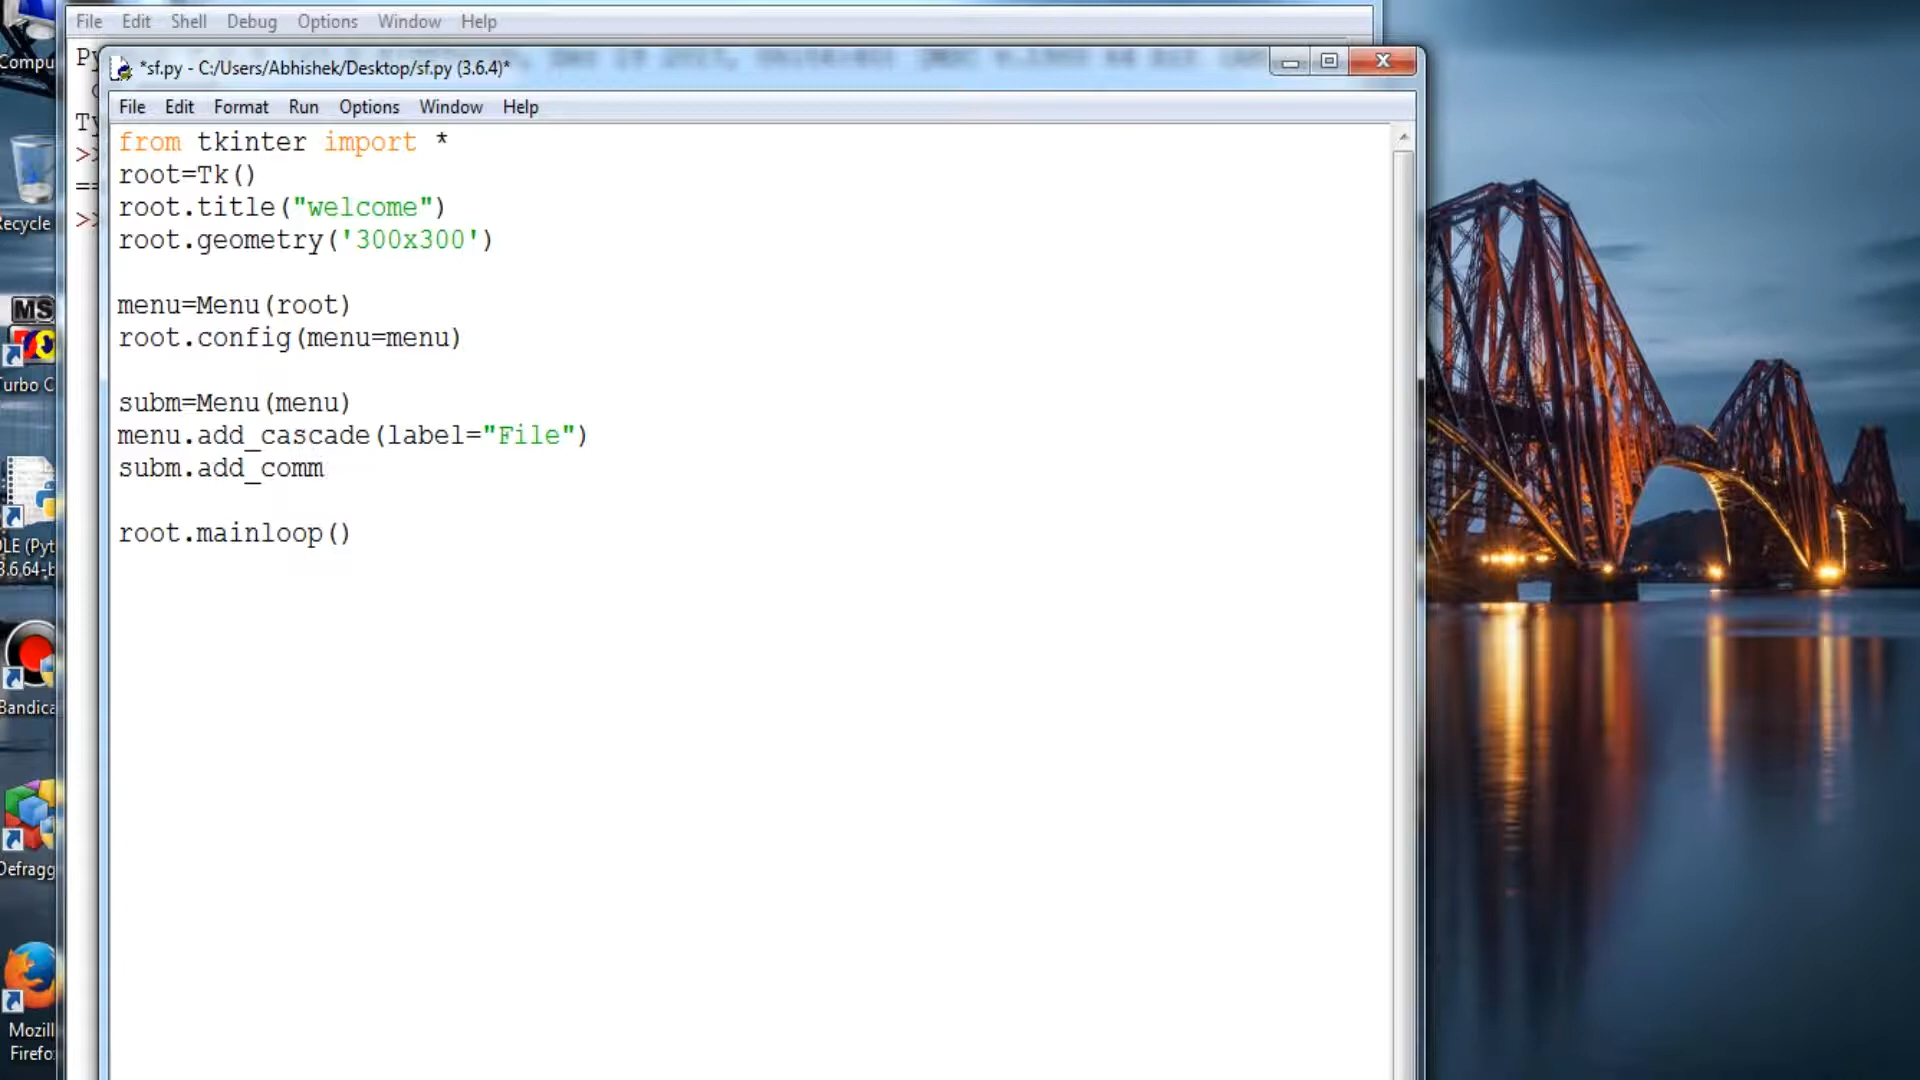 File Edit Shell Debug Options Window Help
*sf.py - C:/Users/Abhishek/Desktop/sf.py (3.6.4)*
File Edit Format Run Options Window Help
from tkinter import *
root=Tk()
root.title("welcome")
root.geometry('300x300')
menu=Menu(root)
root.config(menu=menu)
subm=Menu(menu)
menu.add_cascade(label="File")
subm.add_comm
root.mainloop()
Py
Ty
>>
==
>>
Compu
Recycle
MS
Turbo C
DLE (Pyt
3.6 64-b
Bandica
Defragg
Mozill
Firefo